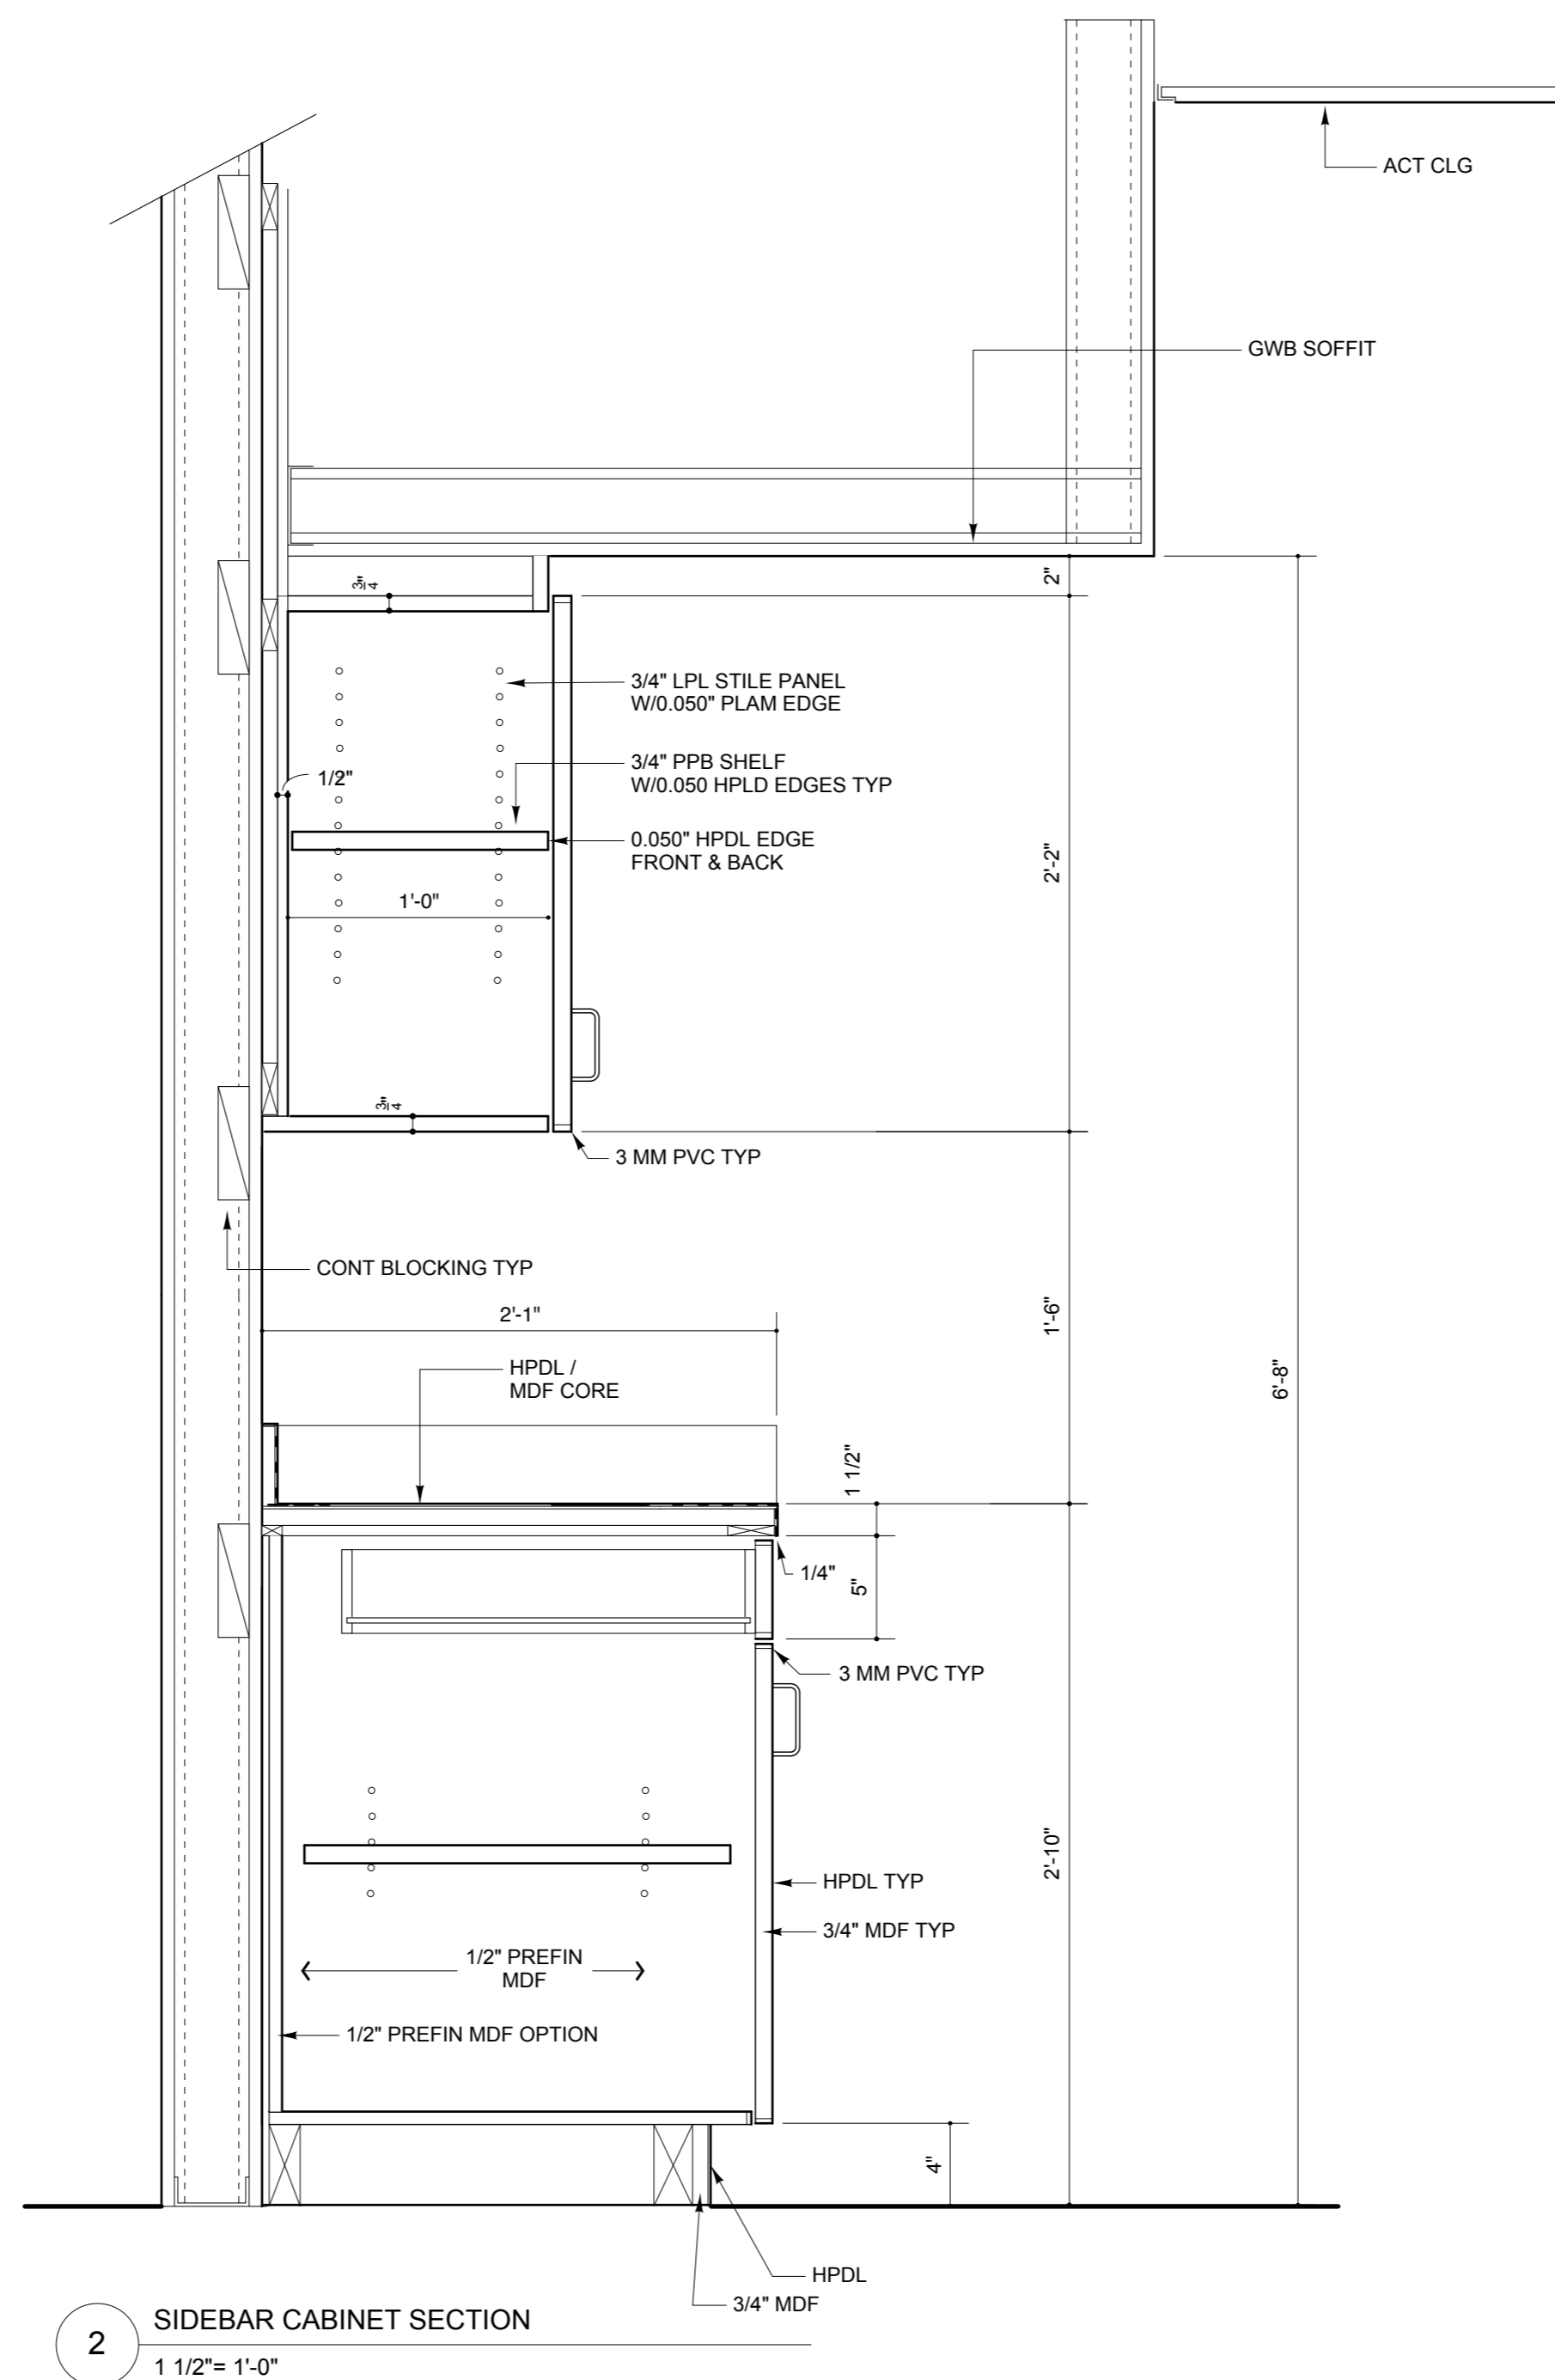 ACT CLG
GWB SOFFIT
2"
3/4"
3/4" LPL STILE PANEL
W/0.050" PLAM EDGE
3/4" PPB SHELF
W/0.050 HPLD EDGES TYP
1/2"
0.050" HPDL EDGE
FRONT & BACK
2'-2"
1'-0"
3/4"
3 MM PVC TYP
CONT BLOCKING TYP
2'-1"
1'-6"
HPDL /
MDF CORE
6'-8"
1 1/2"
1/4"
5"
3 MM PVC TYP
2'-10"
HPDL TYP
3/4" MDF TYP
1/2" PREFIN
MDF
1/2" PREFIN MDF OPTION
4"
HPDL
3/4" MDF
2
SIDEBAR CABINET SECTION
1 1/2"= 1'-0"